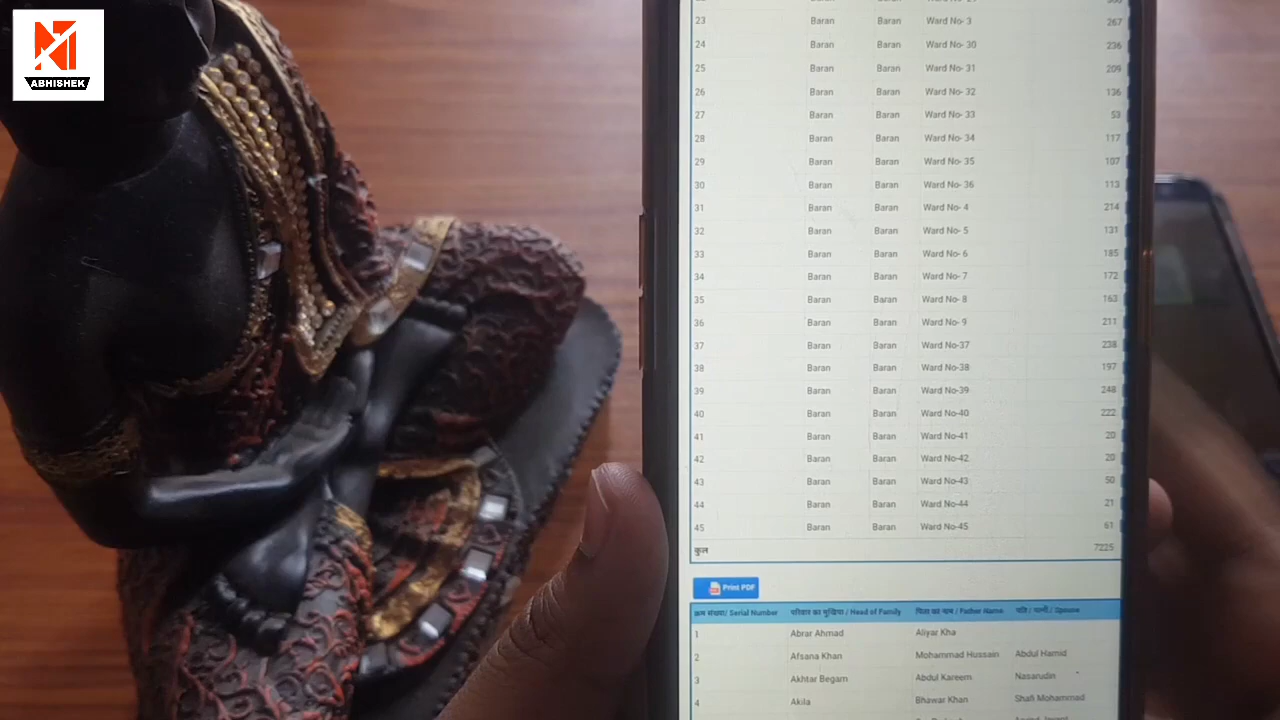 ABHISHEK
23 Baran Baran Ward No- 3 267
24 Baran Baran Ward No- 30 236
25 Baran Baran Ward No- 31 209
26 Baran Baran Ward No- 32 136
27 Baran Baran Ward No- 33 53
28 Baran Baran Ward No- 34 117
29 Baran Baran Ward No- 35 107
30 Baran Baran Ward No- 36 113
31 Baran Baran Ward No- 4 214
32 Baran Baran Ward No- 5 131
33 Baran Baran Ward No- 6 185
34 Baran Baran Ward No- 7 172
35 Baran Baran Ward No- 8 163
36 Baran Baran Ward No- 9 211
37 Baran Baran Ward No-37 238
38 Baran Baran Ward No-38 197
39 Baran Baran Ward No-39 248
40 Baran Baran Ward No-40 222
41 Baran Baran Ward No-41 20
42 Baran Baran Ward No-42 20
43 Baran Baran Ward No-43 50
44 Baran Baran Ward No-44 21
45 Baran Baran Ward No-45 61
कुल 7225
Print PDF
क्रम संख्या/ Serial Number परिवार का मुखिया / Head of Family पिता का नाम / Father Name पति / पत्नी / Spouse
1 Abrar Ahmad Aliyar Kha
2 Afsana Khan Mohammad Hussain Abdul Hamid
3 Akhtar Begam Abdul Kareem Nasarudin
4 Akila Bhawar Khan Shafi Mohammad